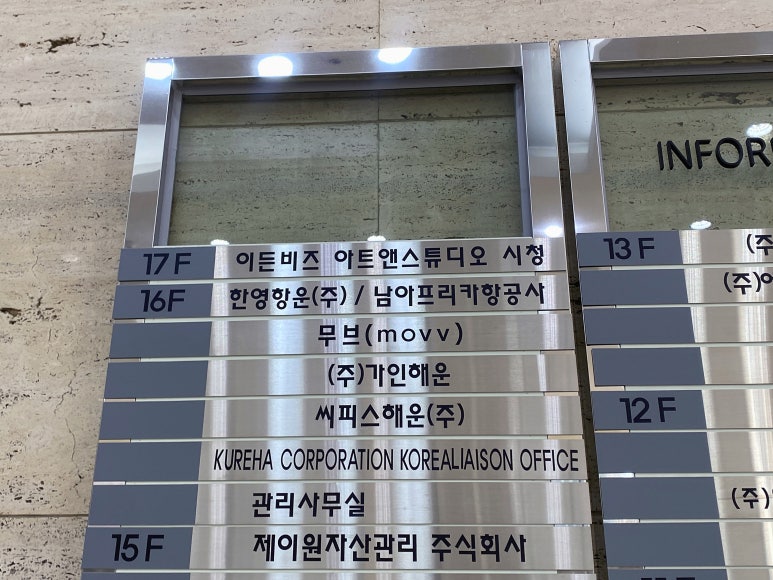 17F 이든비즈 아트앤스튜디오 시청
16F 한영항운(주) / 남아프리카항공사
무브(movv)
(주)가인해운
씨피스해운(주)
KUREHA CORPORATION KOREALIAISON OFFICE
관리사무실
15F 제이원자산관리 주식회사
INFOR
13F (주
(주)
12F
(주)